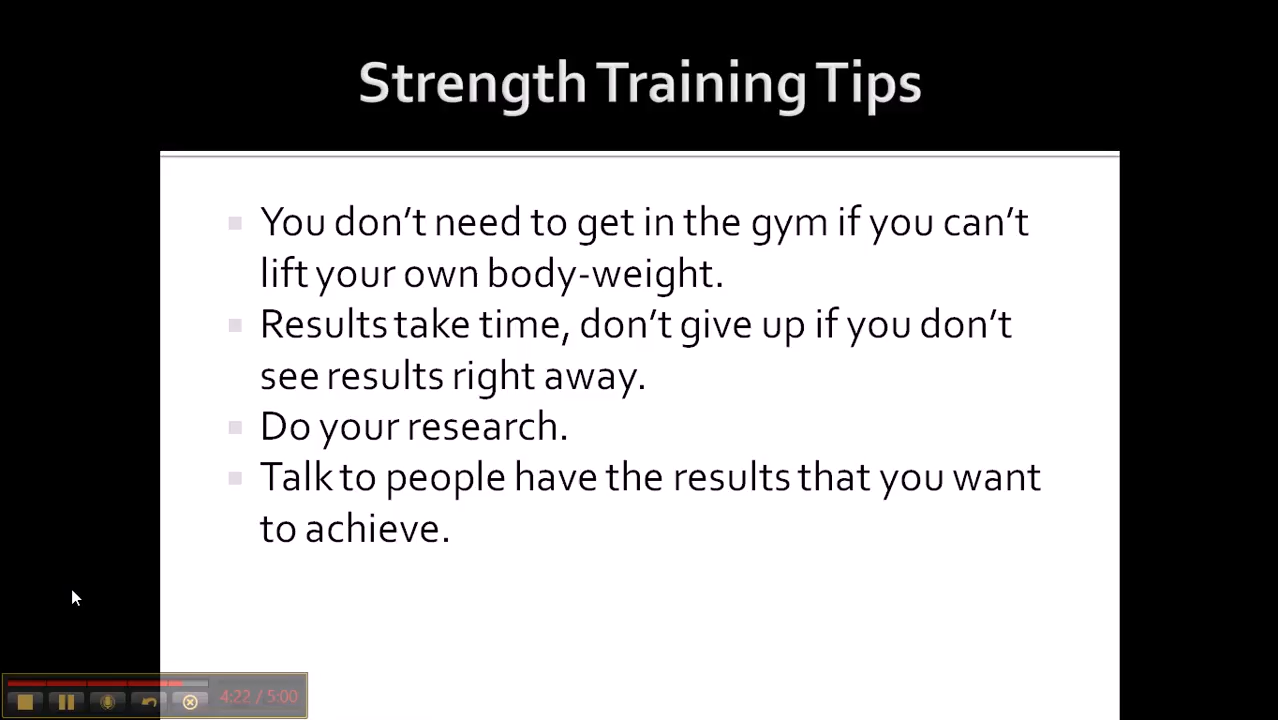 Strength Training Tips
You don't need to get in the gym if you can't
lift your own body-weight.
Results take time, don't give up if you don't
see results right away.
Do your research.
Talk to people have the results that you want
to achieve.
4:22 / 5:00